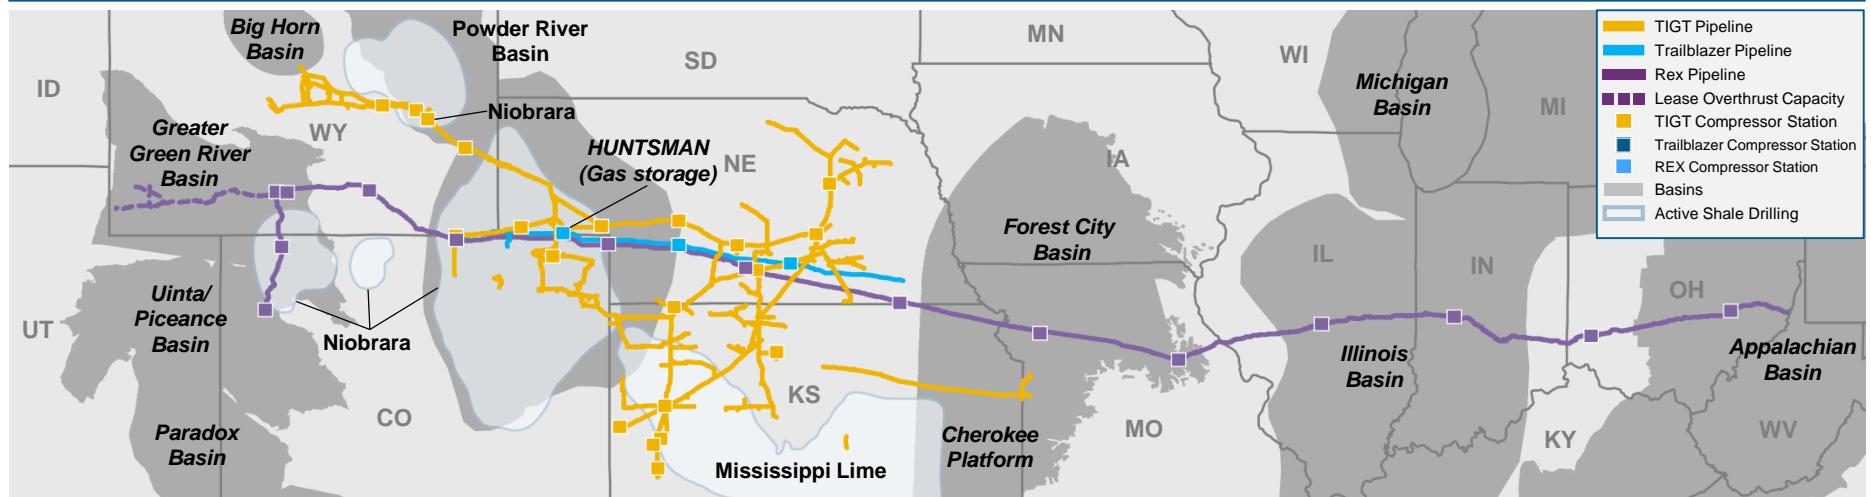 Big Horn
Basin
Powder River
Basin
SD
MN
WI
Michigan
Basin
MI
ID
WY
Niobrara
Greater
Green River
Basin
HUNTSMAN
(Gas storage)
NE
IA
Forest City
Basin
IL
IN
OH
Uinta/
Piceance
Basin
UT
Niobrara
CO
Paradox
Basin
KS
Mississippi Lime
Cherokee
Platform
MO
Illinois
Basin
KY
Appalachian
Basin
WV
TIGT Pipeline
Trailblazer Pipeline
Rex Pipeline
Lease Overthrust Capacity
TIGT Compressor Station
Trailblazer Compressor Station
REX Compressor Station
Basins
Active Shale Drilling